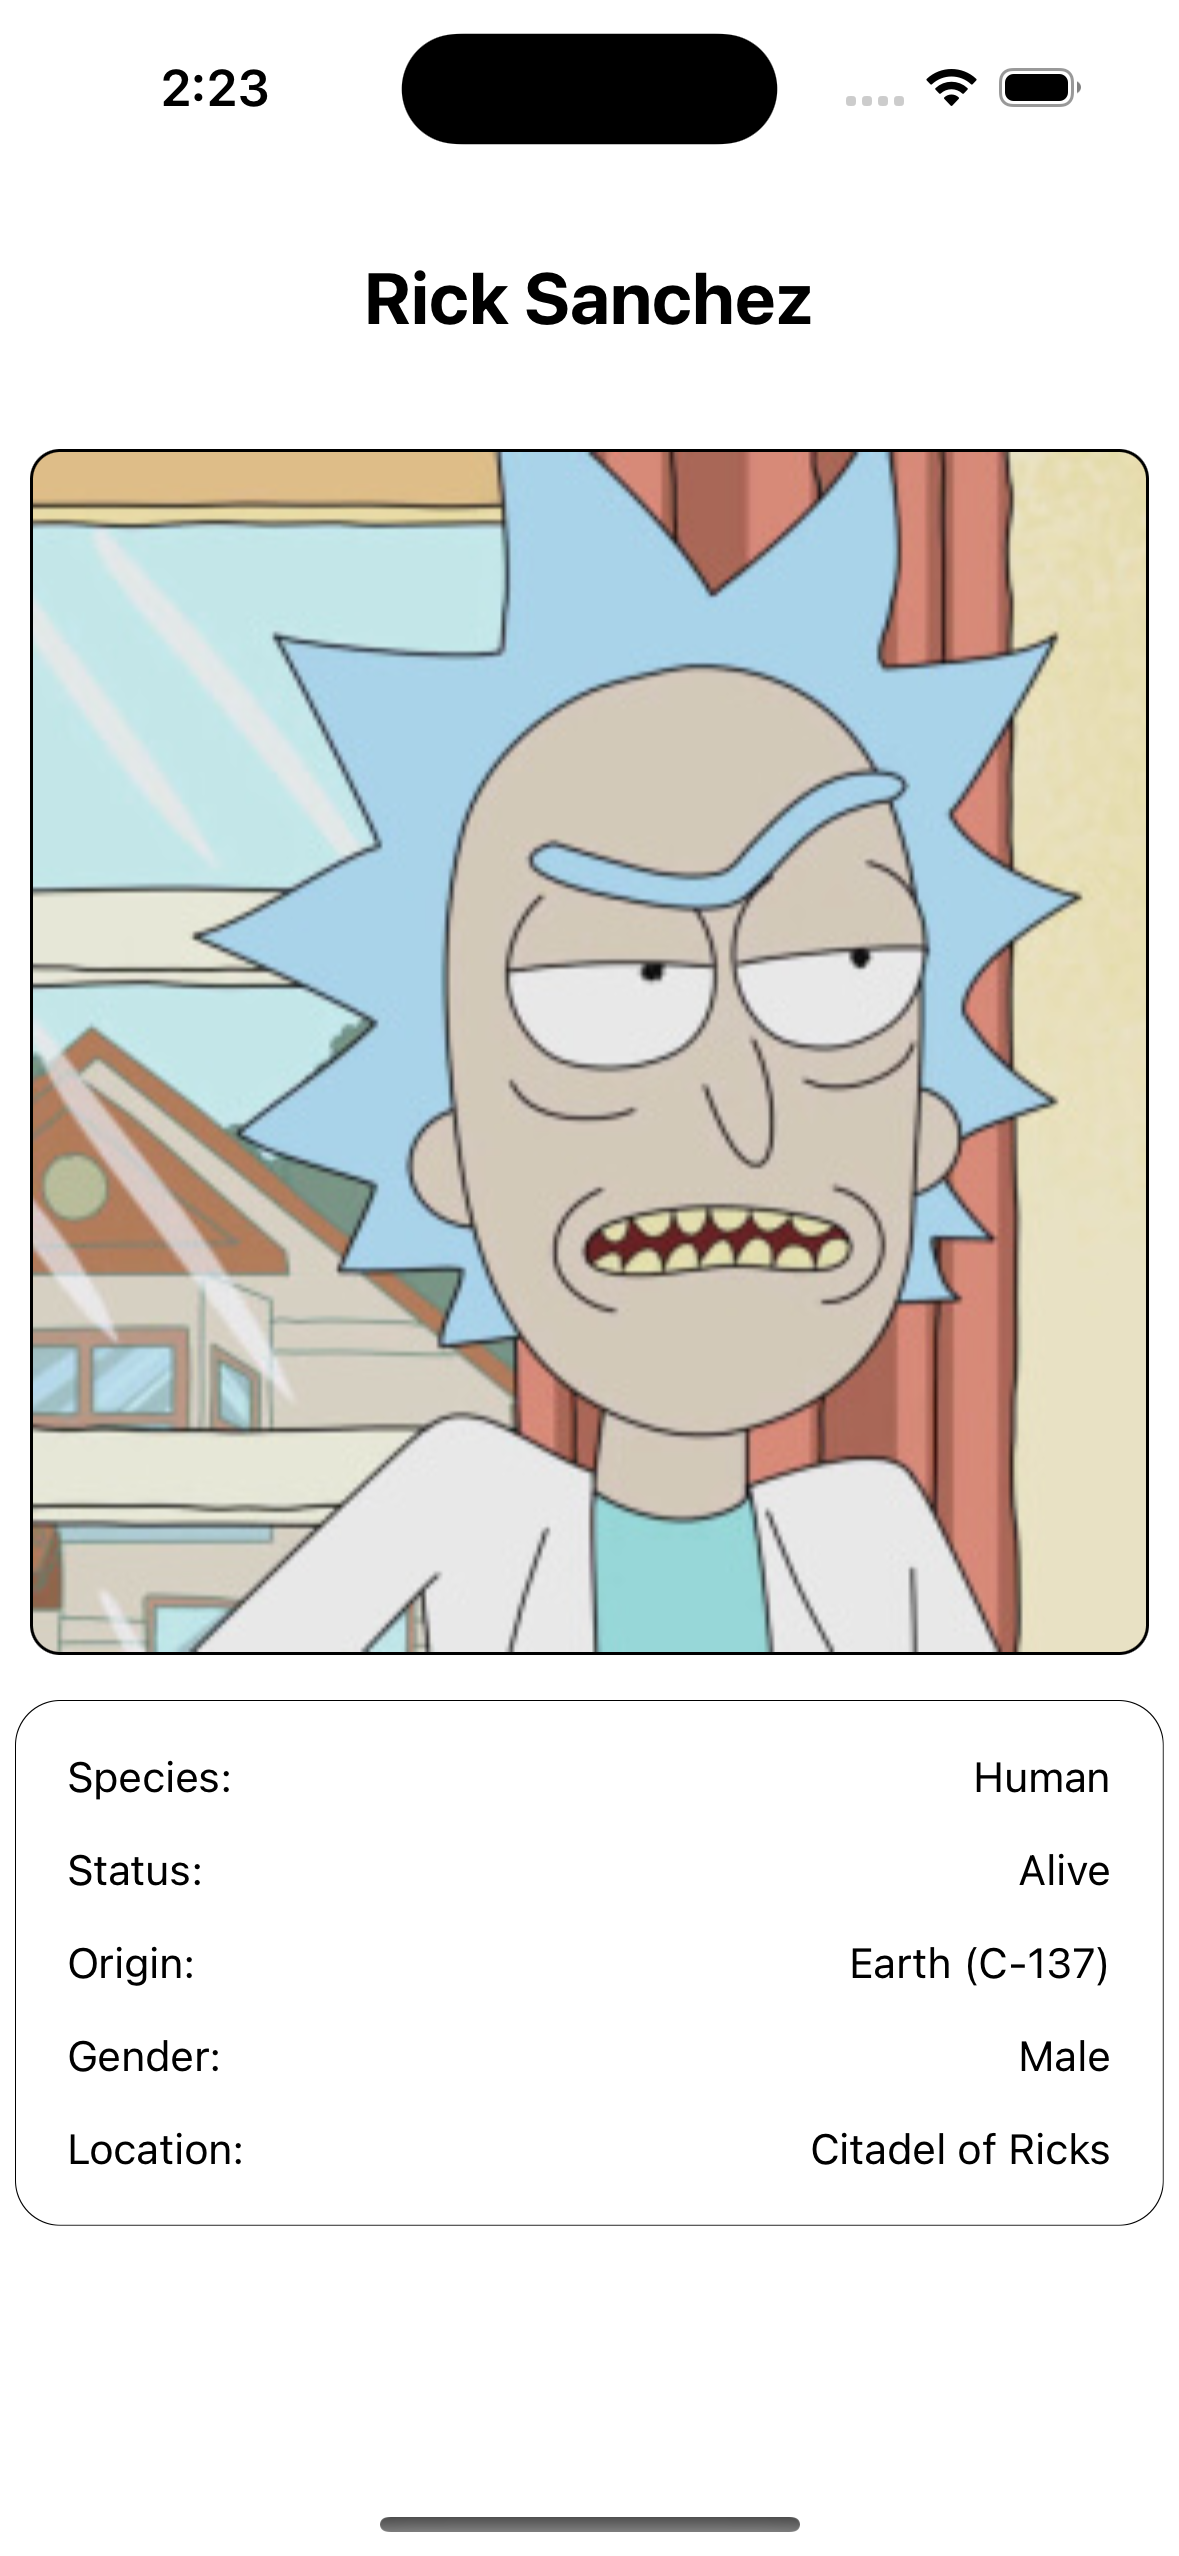 2:23
Rick Sanchez
Species: Human
Status: Alive
Origin: Earth (C-137)
Gender: Male
Location: Citadel of Ricks